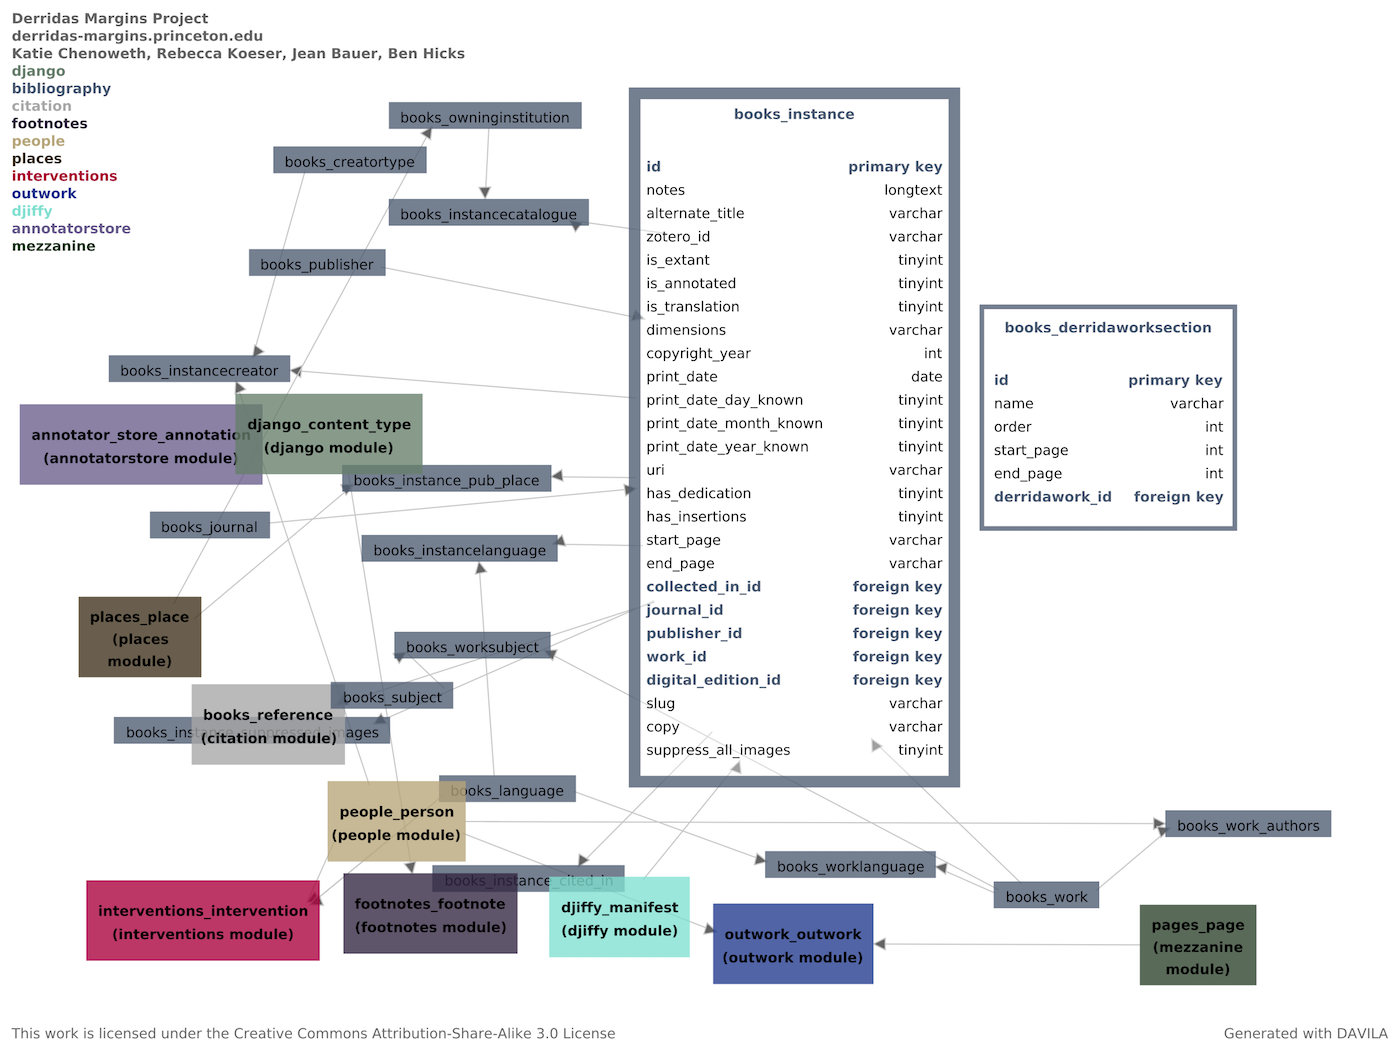 Derridas Margins Project
derridas-margins.princeton.edu
Katie Chenoweth, Rebecca Koeser, Jean Bauer, Ben Hicks
django
bibliography
citation
footnotes
people
places
interventions
outwork
djiffy
annotatorstore
mezzanine
books_owninginstitution
books_creatortype
books_instancecatalogue
books_publisher
books_instancecreator
annotator_store_annotation
(annotatorstore module)
django_content_type
(django module)
books_instance_pub_place
books_journal
books_instancelanguage
places_place
(places
module)
books_worksubject
books_subject
books_reference
(citation module)
books_instance_suppressed_images
books_language
people_person
(people module)
books_instance_cited_in
interventions_intervention
(interventions module)
footnotes_footnote
(footnotes module)
djiffy_manifest
(djiffy module)
outwork_outwork
(outwork module)
books_worklanguage
books_work
books_work_authors
pages_page
(mezzanine
module)
books_instance
id primary key
notes longtext
alternate_title varchar
zotero_id varchar
is_extant tinyint
is_annotated tinyint
is_translation tinyint
dimensions varchar
copyright_year int
print_date date
print_date_day_known tinyint
print_date_month_known tinyint
print_date_year_known tinyint
uri varchar
has_dedication tinyint
has_insertions tinyint
start_page varchar
end_page varchar
collected_in_id foreign key
journal_id foreign key
publisher_id foreign key
work_id foreign key
digital_edition_id foreign key
slug varchar
copy varchar
suppress_all_images tinyint
books_derridaworksection
id primary key
name varchar
order int
start_page int
end_page int
derridawork_id foreign key
This work is licensed under the Creative Commons Attribution-Share-Alike 3.0 License
Generated with DAVILA